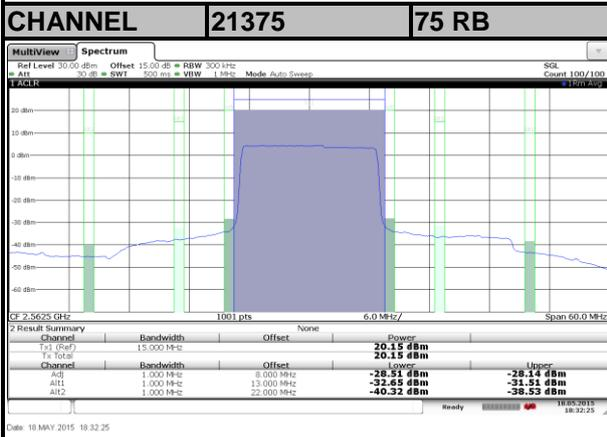 CHANNEL 21375 75 RB
MultiView Spectrum
Ref Level 30.00 dBm Offset 15.00 dB RBW 300 kHz SGL
Att 30 dB SWT 500 ms VBW 1 MHz Mode Auto Sweep Count 100/100
1 ACLR 1Rm Avg
20 dBm
10 dBm
0 dBm
-10 dBm
-20 dBm
-30 dBm
-40 dBm
-50 dBm
-60 dBm
CF 2.5625 GHz 1001 pts 6.0 MHz/ Span 60.0 MHz
2 Result Summary None
Channel Bandwidth Offset Power
Tx1 (Ref) 15.000 MHz 20.15 dBm
Tx Total 20.15 dBm
Channel Bandwidth Offset Lower Upper
Adj 1.000 MHz 8.000 MHz -28.51 dBm -28.14 dBm
Alt1 1.000 MHz 13.000 MHz -32.65 dBm -31.51 dBm
Alt2 1.000 MHz 22.000 MHz -40.32 dBm -38.53 dBm
Ready 18.05.2015
18:32:25
Date: 18.MAY.2015 18:32:25